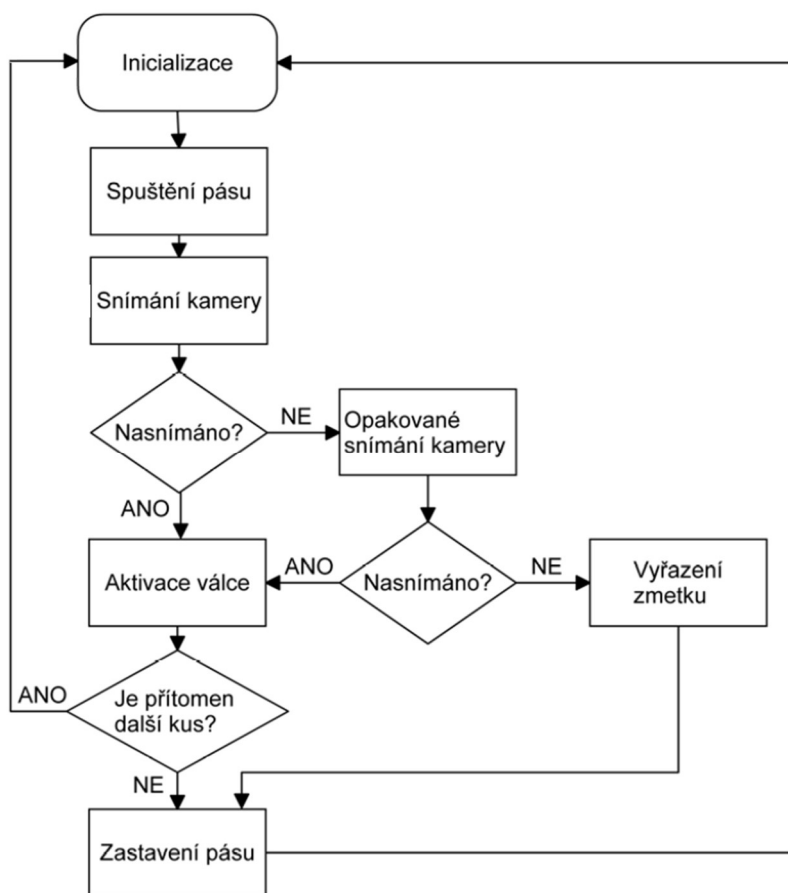 Inicializace
Spuštění pásu
Snímání kamery
Nasnímáno?
NE
Opakované
snímání kamery
ANO
Aktivace válce
ANO
Nasnímáno?
NE
Vyřazení
zmetku
ANO
Je přítomen
další kus?
NE
Zastavení pásu